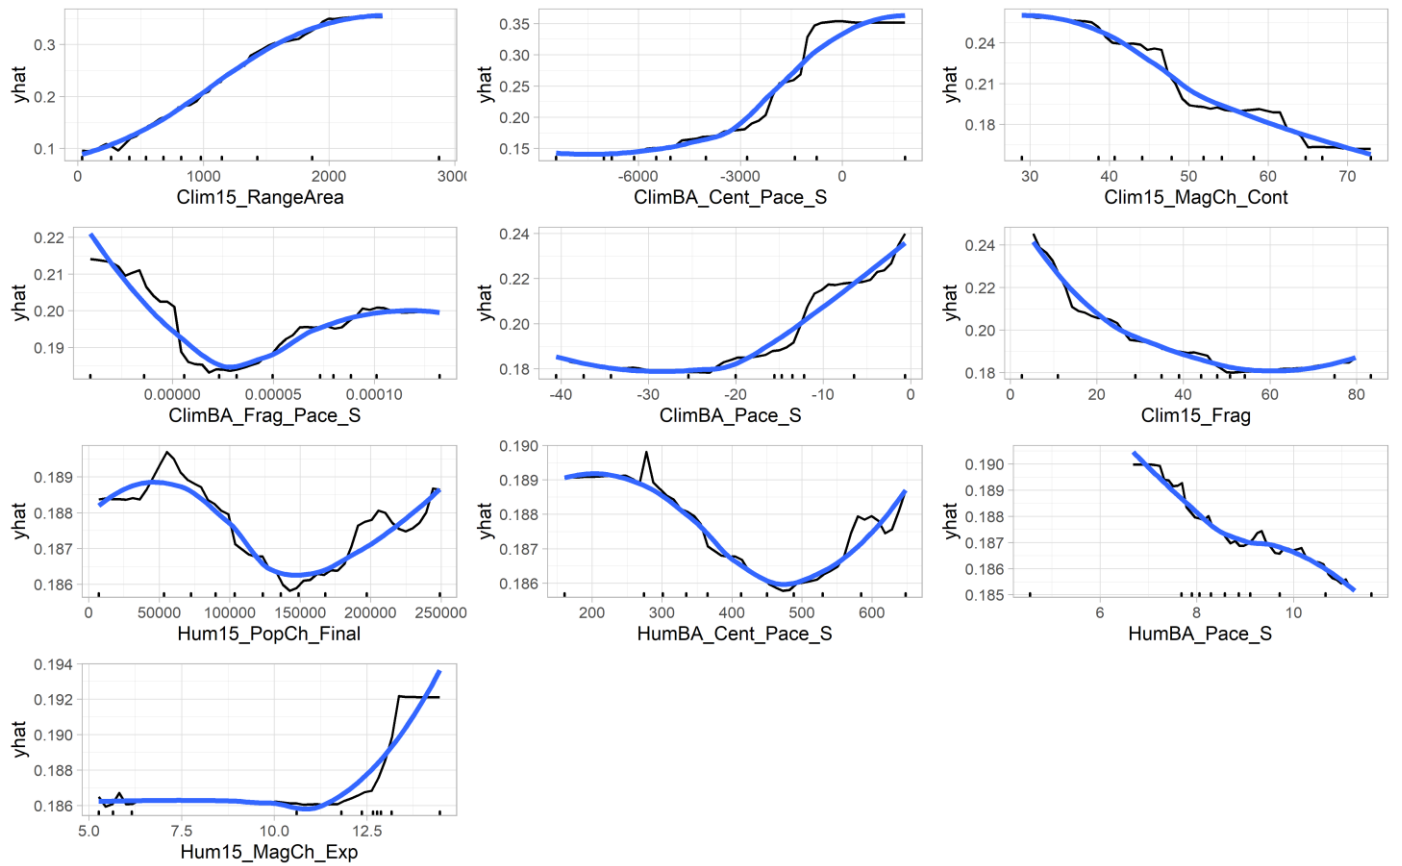 yhat
0.3
0.2
0.1
0 1000 2000 3000
Clim15_RangeArea
yhat
0.35
0.30
0.25
0.20
0.15
-6000 -3000 0
ClimBA_Cent_Pace_S
yhat
0.24
0.21
0.18
30 40 50 60 70
Clim15_MagCh_Cont
yhat
0.22
0.21
0.20
0.19
0.00000 0.00005 0.00010
ClimBA_Frag_Pace_S
yhat
0.24
0.22
0.20
0.18
-40 -30 -20 -10 0
ClimBA_Pace_S
yhat
0.24
0.22
0.20
0.18
0 20 40 60 80
Clim15_Frag
yhat
0.189
0.188
0.187
0.186
0 50000 100000 150000 200000 250000
Hum15_PopCh_Final
yhat
0.190
0.189
0.188
0.187
0.186
200 300 400 500 600
HumBA_Cent_Pace_S
yhat
0.190
0.189
0.188
0.187
0.186
0.185
6 8 10
HumBA_Pace_S
yhat
0.194
0.192
0.190
0.188
0.186
5.0 7.5 10.0 12.5
Hum15_MagCh_Exp